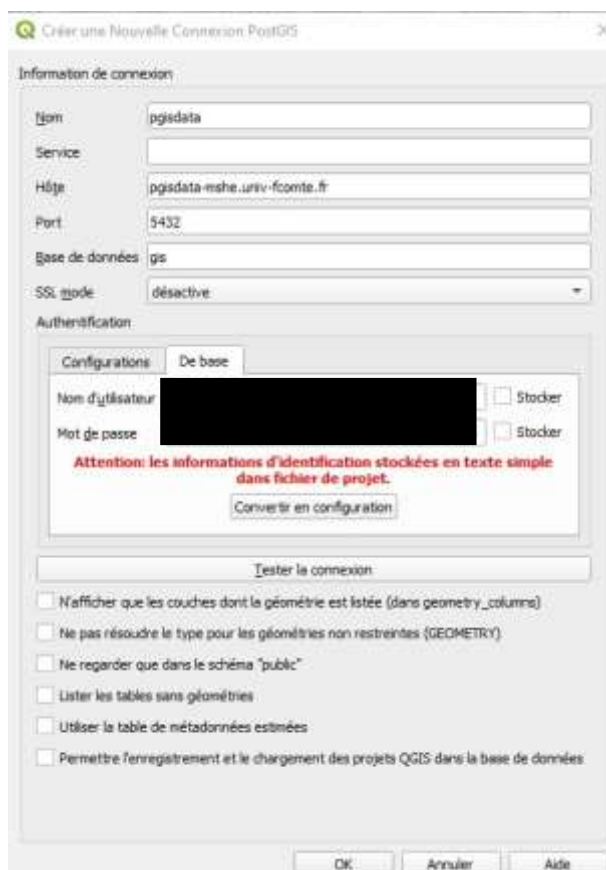 Créer une Nouvelle Connexion PostGIS
Information de connexion
Nom pgisdata
Service
Hôte pgisdata-mshe.univ-fcomte.fr
Port 5432
Base de données gis
SSL mode désactive
Authentification
Configurations De base
Nom d'utilisateur Stocker
Mot de passe Stocker
Attention: les informations d'identification stockées en texte simple
dans fichier de projet.
Convertir en configuration
Tester la connexion
N'afficher que les couches dont la géométrie est listée (dans geometry_columns)
Ne pas résoudre le type pour les géométries non restreintes (GEOMETRY)
Ne regarder que dans le schéma "public"
Lister les tables sans géométries
Utiliser la table de métadonnées estimées
Permettre l'enregistrement et le chargement des projets QGIS dans la base de données
OK Annuler Aide